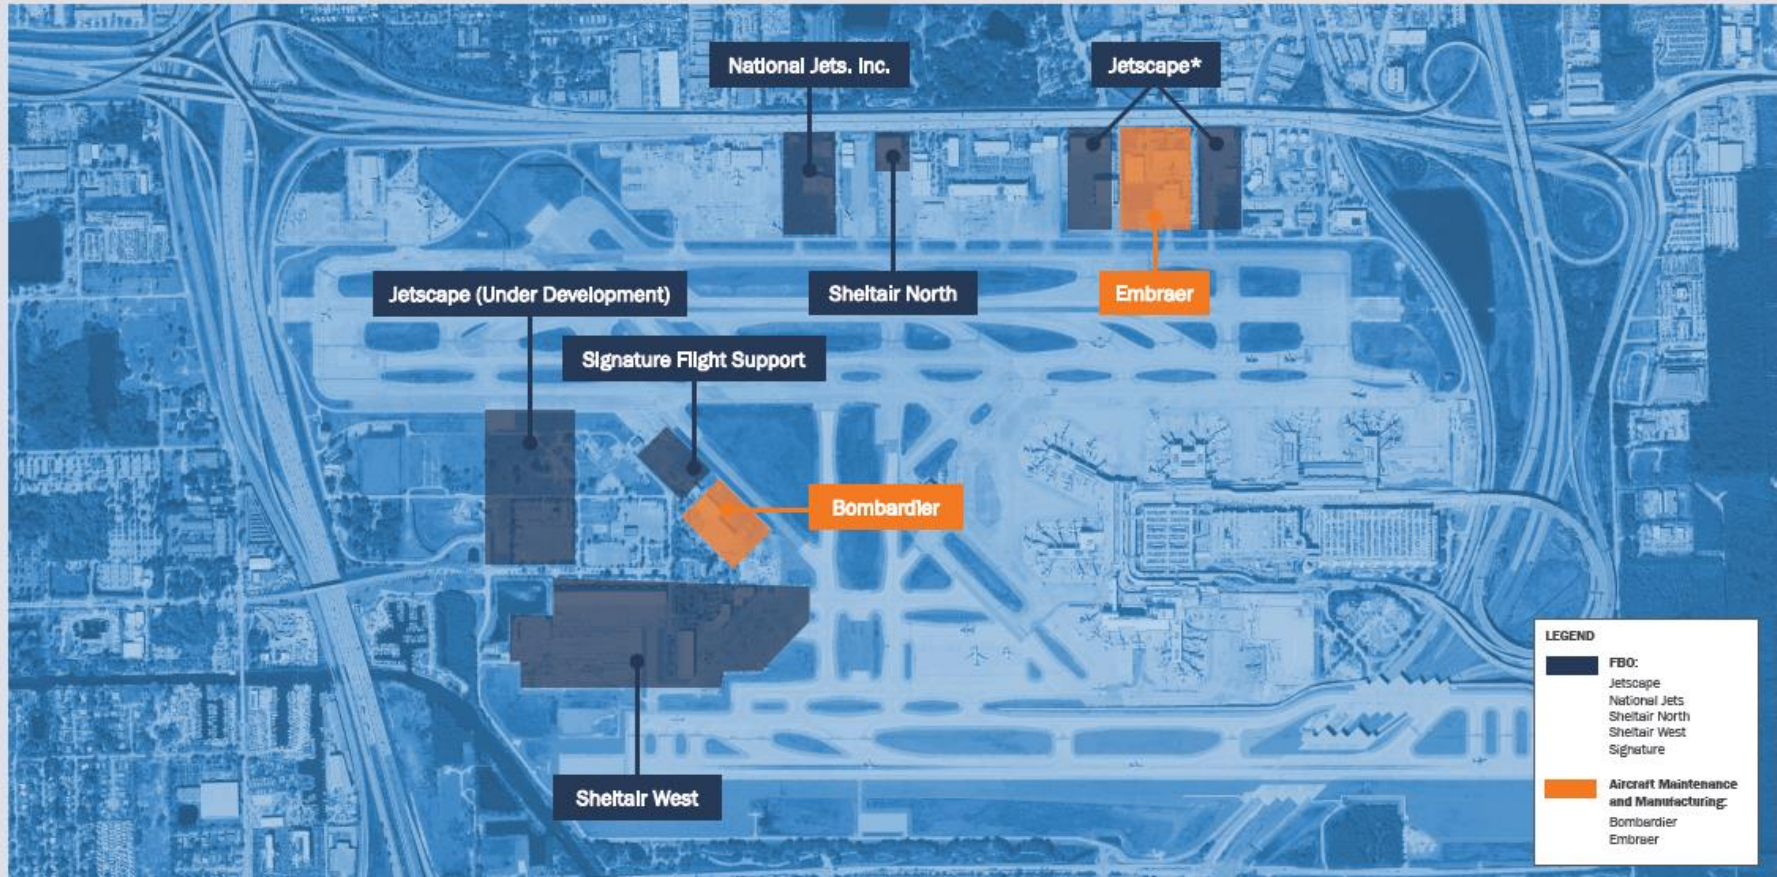 National Jets. Inc.
Jetscape*
Jetscape (Under Development)
Sheltair North
Embraer
Signature Flight Support
Bombardier
Sheltair West
LEGEND
FBO:
Jetscape
National Jets
Sheltair North
Sheltair West
Signature
Aircraft Maintenance
and Manufacturing:
Bombardier
Embraer